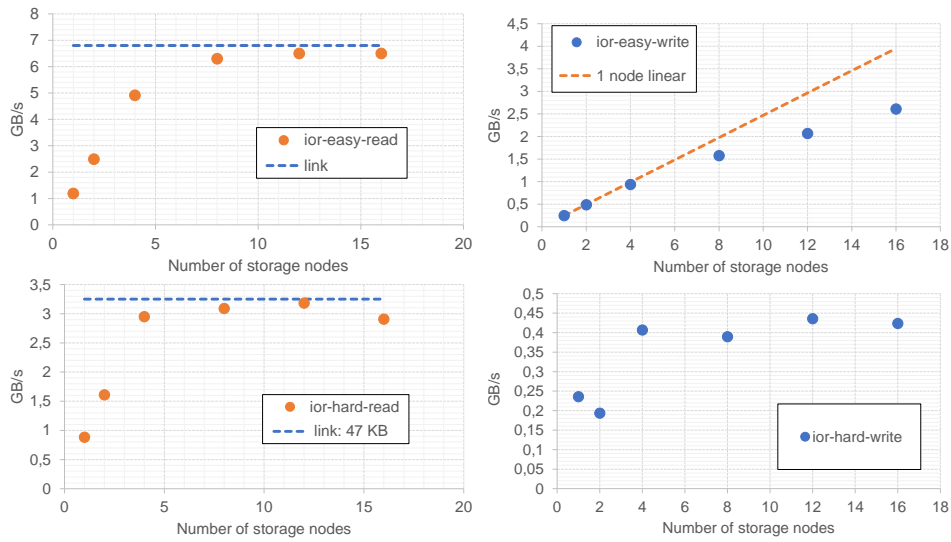 8
7
6
5
4
3
2
1
0
GB/s
0 5 10 15 20
Number of storage nodes
ior-easy-read
link
4,5
4
3,5
3
2,5
2
1,5
1
0,5
0
GB/s
0 2 4 6 8 10 12 14 16 18
Number of storage nodes
ior-easy-write
1 node linear
3,5
3
2,5
2
1,5
1
0,5
0
GB/s
0 5 10 15 20
Number of storage nodes
ior-hard-read
link: 47 KB
0,5
0,45
0,4
0,35
0,3
0,25
0,2
0,15
0,1
0,05
0
GB/s
0 2 4 6 8 10 12 14 16 18
Number of storage nodes
ior-hard-write